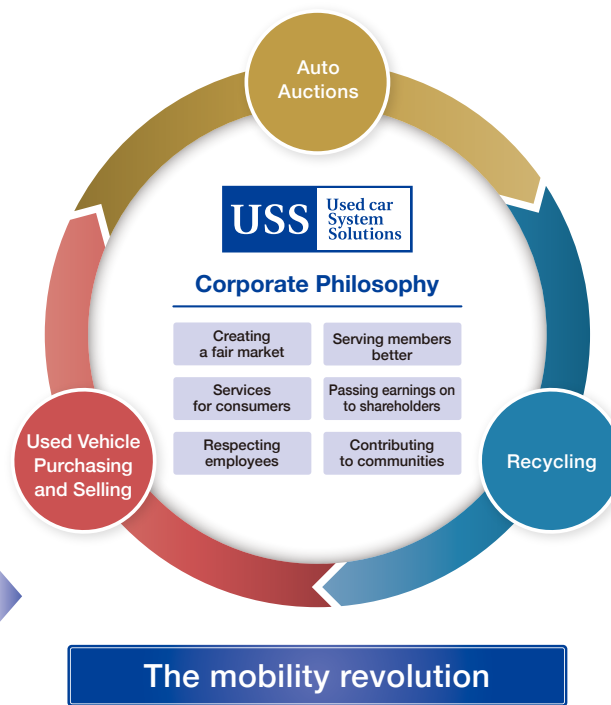 Auto
Auctions
USS
Used car
System
Solutions
Corporate Philosophy
Creating
a fair market
Serving members
better
Services
for consumers
Passing earnings on
to shareholders
Respecting
employees
Contributing
to communities
Used Vehicle
Purchasing
and Selling
Recycling
The mobility revolution